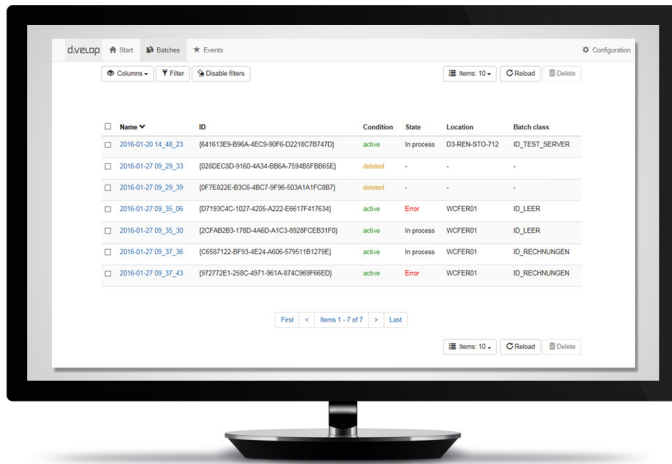 d.velop Start Batches Events Configuration
Columns Filter Disable filters Items: 10 Reload Delete
Name ID Condition State Location Batch class
2016-01-20 14_48_23 {641613E9-B96A-4EC9-90F6-D2218C7B747D} active In process D3-REN-STO-712 ID_TEST_SERVER
2016-01-27 09_29_33 {028DEC8D-9160-4A34-BB6A-7594B5FBB65E} deleted - - -
2016-01-27 09_29_39 {0F7E822E-B3C6-4BC7-9F96-503A1A1FC8B7} deleted - - -
2016-01-27 09_35_06 {D7193C4C-1027-4205-A222-E6617F417634} active Error WCFER01 ID_LEER
2016-01-27 09_35_30 {2CFAB2B3-178D-4A6D-A1C3-8928FCEB31F0} active In process WCFER01 ID_LEER
2016-01-27 09_37_36 {C6587122-BF93-4E24-A606-579511B1279E} active In process WCFER01 ID_RECHNUNGEN
2016-01-27 09_37_43 {972772E1-258C-4971-961A-874C969F66ED} active Error WCFER01 ID_RECHNUNGEN
First < Items 1 - 7 of 7 > Last
Items: 10 Reload Delete